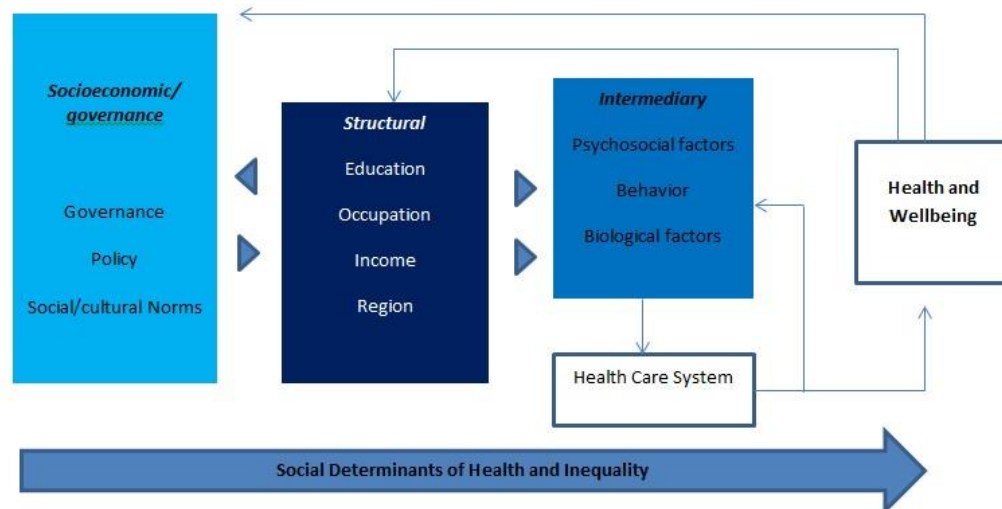 Socioeconomic/
governance
Governance
Policy
Social/cultural Norms
Structural
Education
Occupation
Income
Region
Intermediary
Psychosocial factors
Behavior
Biological factors
Health Care System
Health and
Wellbeing
Social Determinants of Health and Inequality